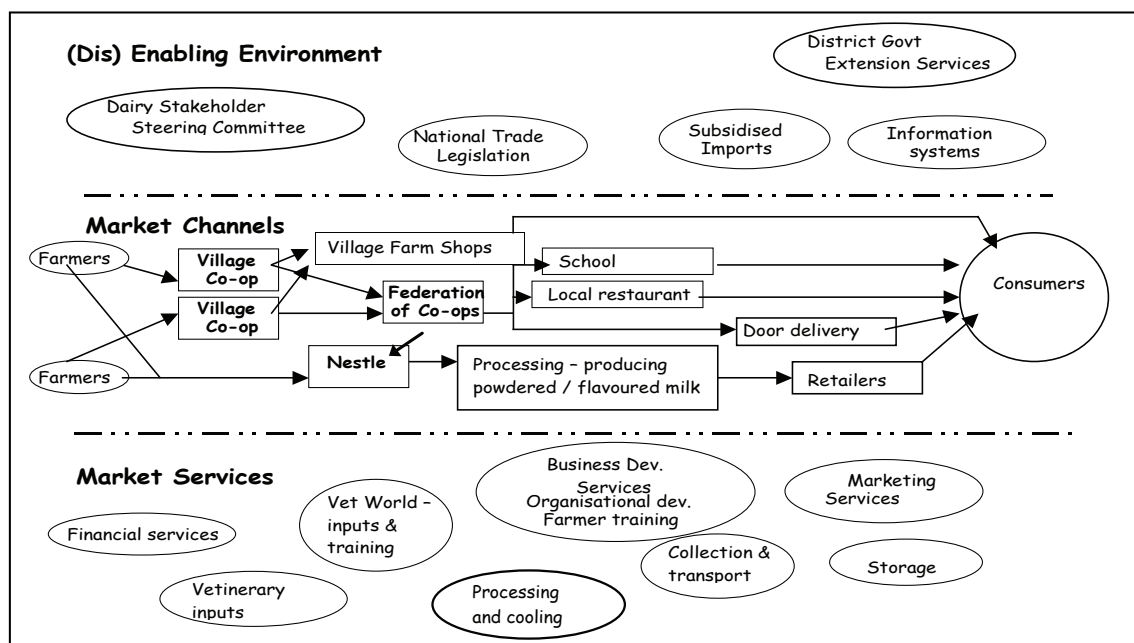 (Dis) Enabling Environment
District Govt
Extension Services
Dairy Stakeholder
Steering Committee
National Trade
Legislation
Subsidised
Imports
Information
systems
Market Channels
Farmers
Village
Co-op
Village
Co-op
Farmers
Village Farm Shops
Federation
of Co-ops
Nestle
School
Local restaurant
Door delivery
Processing – producing
powdered / flavoured milk
Retailers
Consumers
Market Services
Financial services
Vet World –
inputs &
training
Vetinerary
inputs
Business Dev.
Services
Organisational dev.
Farmer training
Processing
and cooling
Collection &
transport
Marketing
Services
Storage